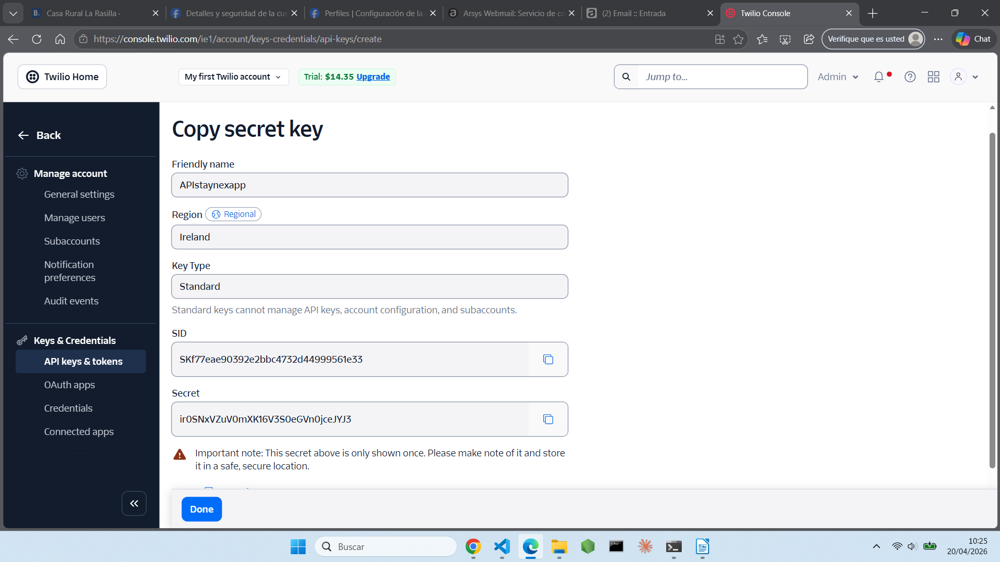 Casa Rural La Rasilla ·
Detalles y seguridad de la cue
Perfiles | Configuración de la c
Arsys Webmail: Servicio de co
(2) Email :: Entrada
Twilio Console
https://console.twilio.com/ie1/account/keys-credentials/api-keys/create
Verifique que es usted
Chat
Twilio Home
My first Twilio account
Trial: $14.35 Upgrade
Jump to...
Admin
Back
Manage account
General settings
Manage users
Subaccounts
Notification
preferences
Audit events
Keys & Credentials
API keys & tokens
OAuth apps
Credentials
Connected apps
Copy secret key
Friendly name
APIstaynexapp
Region Regional
Ireland
Key Type
Standard
Standard keys cannot manage API keys, account configuration, and subaccounts.
SID
SKf77eae90392e2bbc4732d44999561e33
Secret
ir0SNxVZuV0mXK16V3S0eGVn0jceJYJ3
Important note: This secret above is only shown once. Please make note of it and store
it in a safe, secure location.
Done
Buscar
10:25
20/04/2026